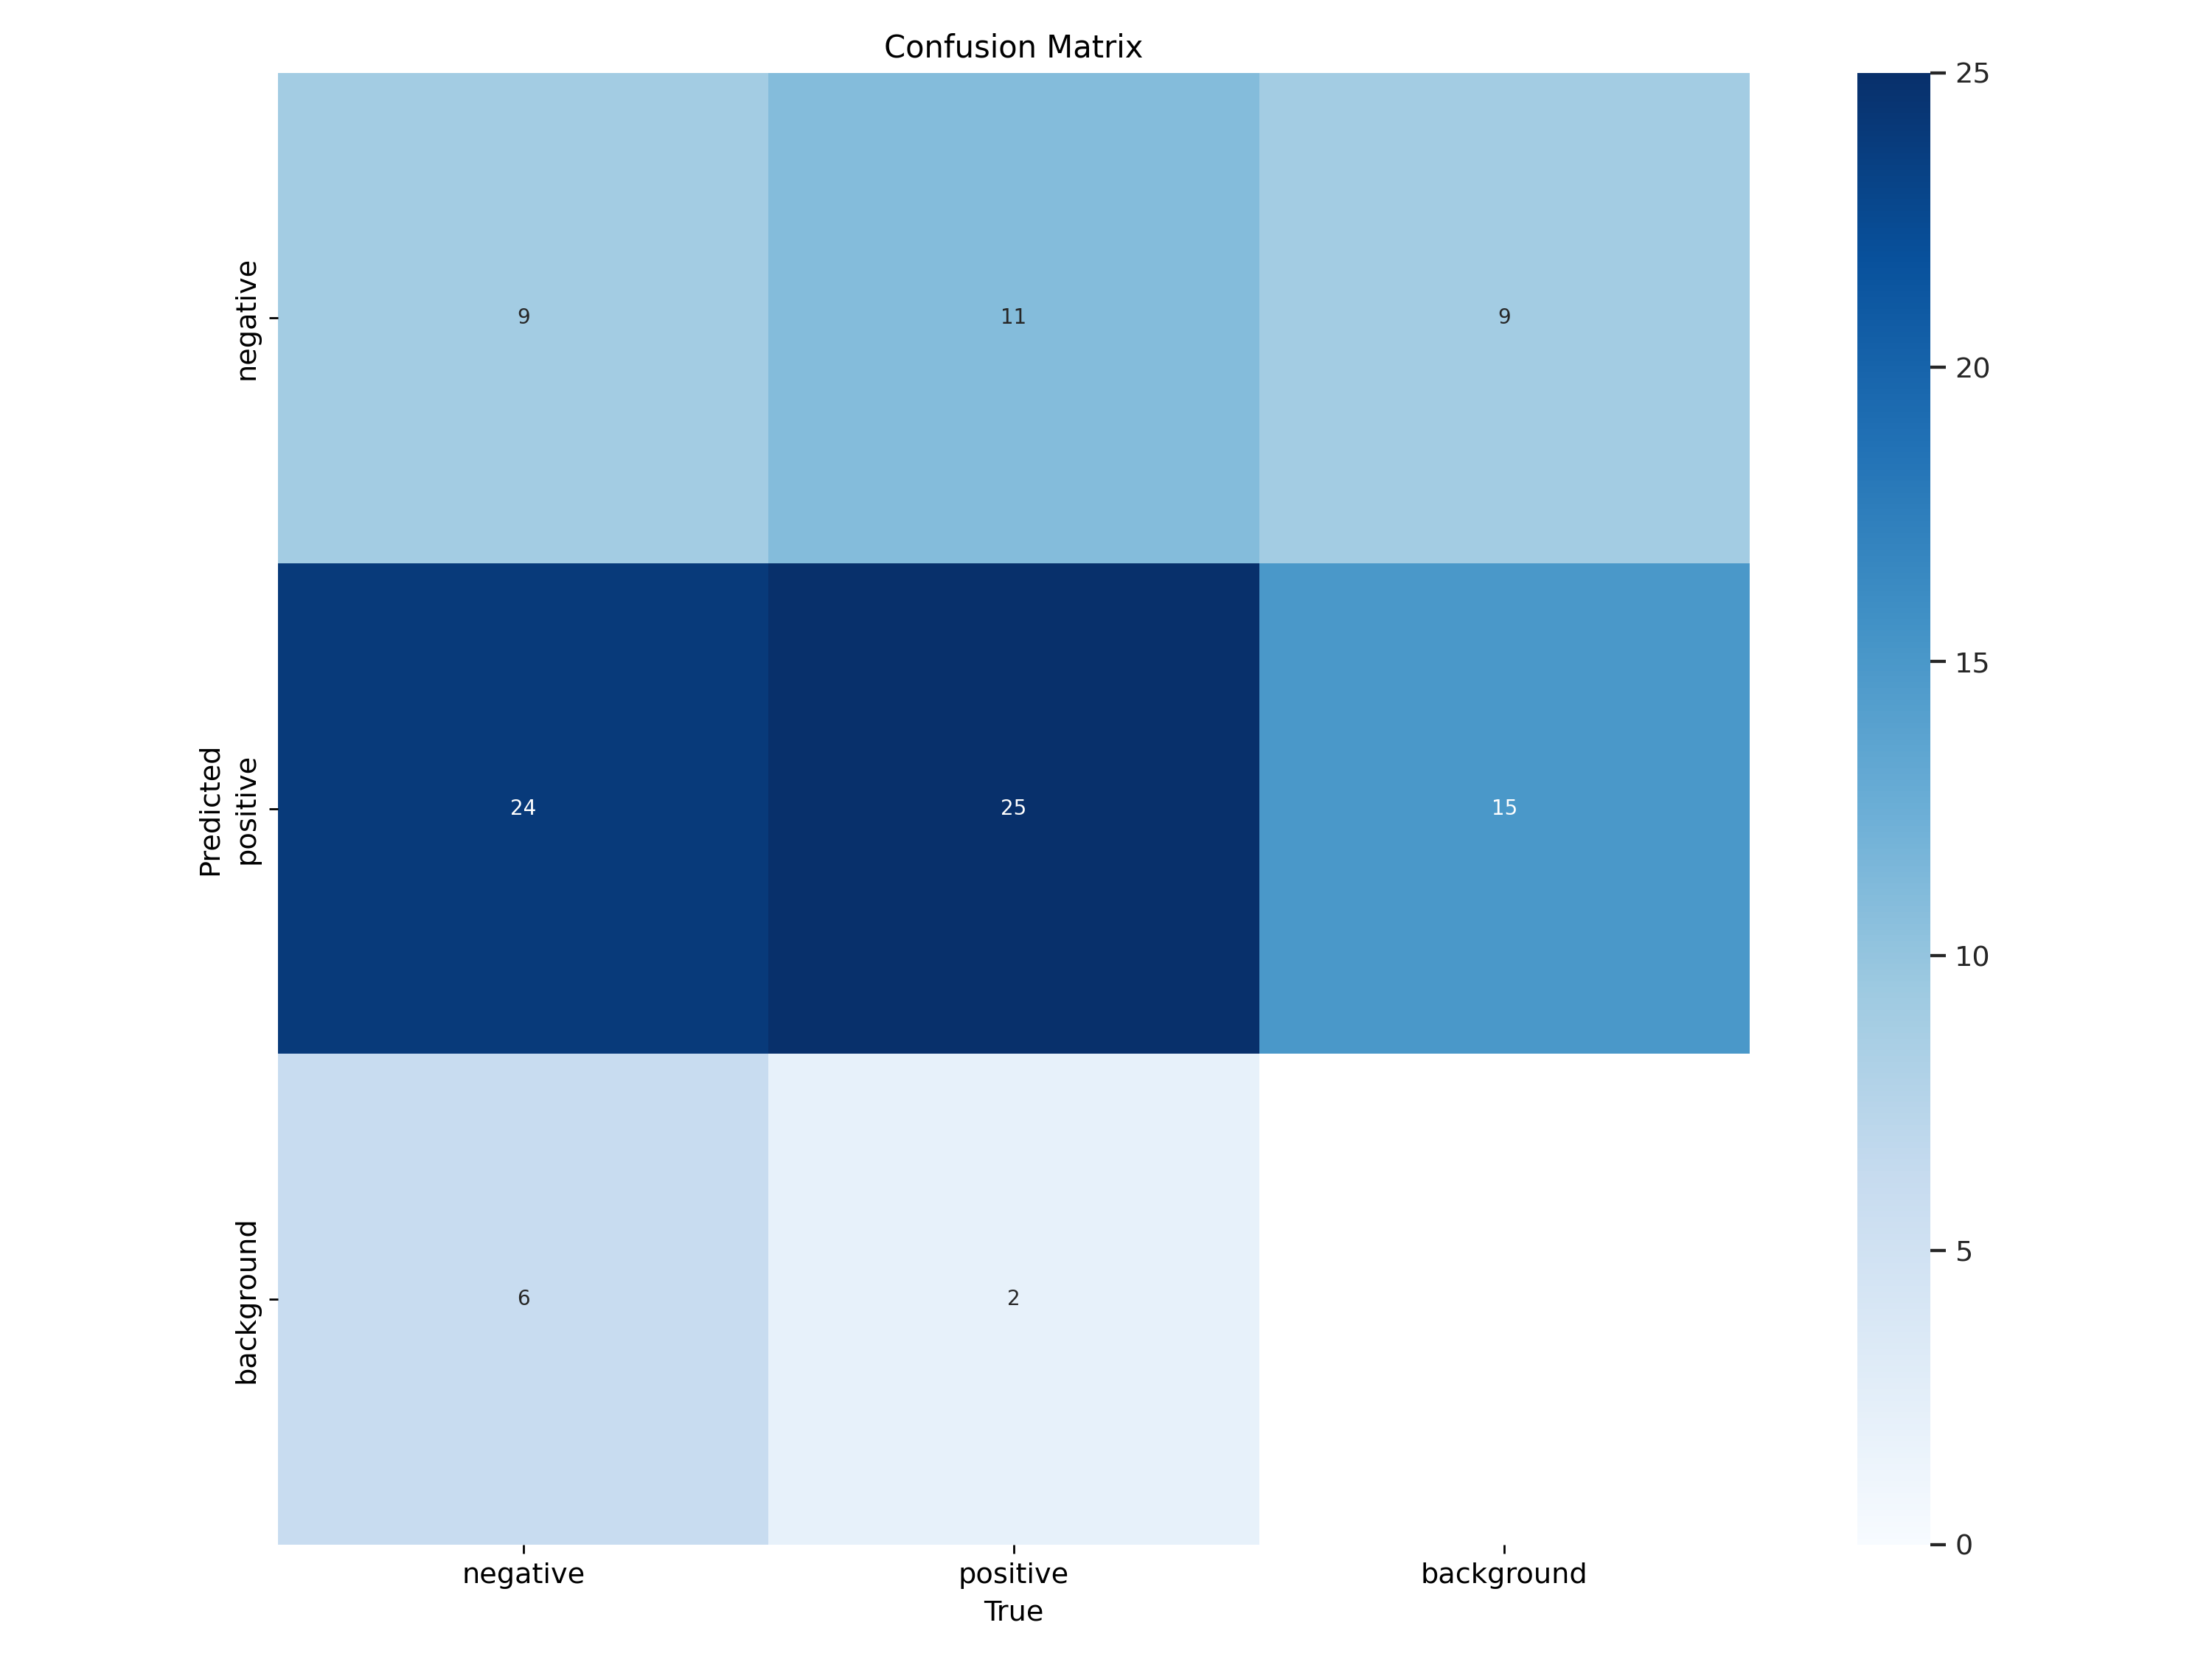 Confusion Matrix
negative
9
11
9
Predicted
positive
24
25
15
background
6
2
negative
positive
background
True
25
20
15
10
5
0